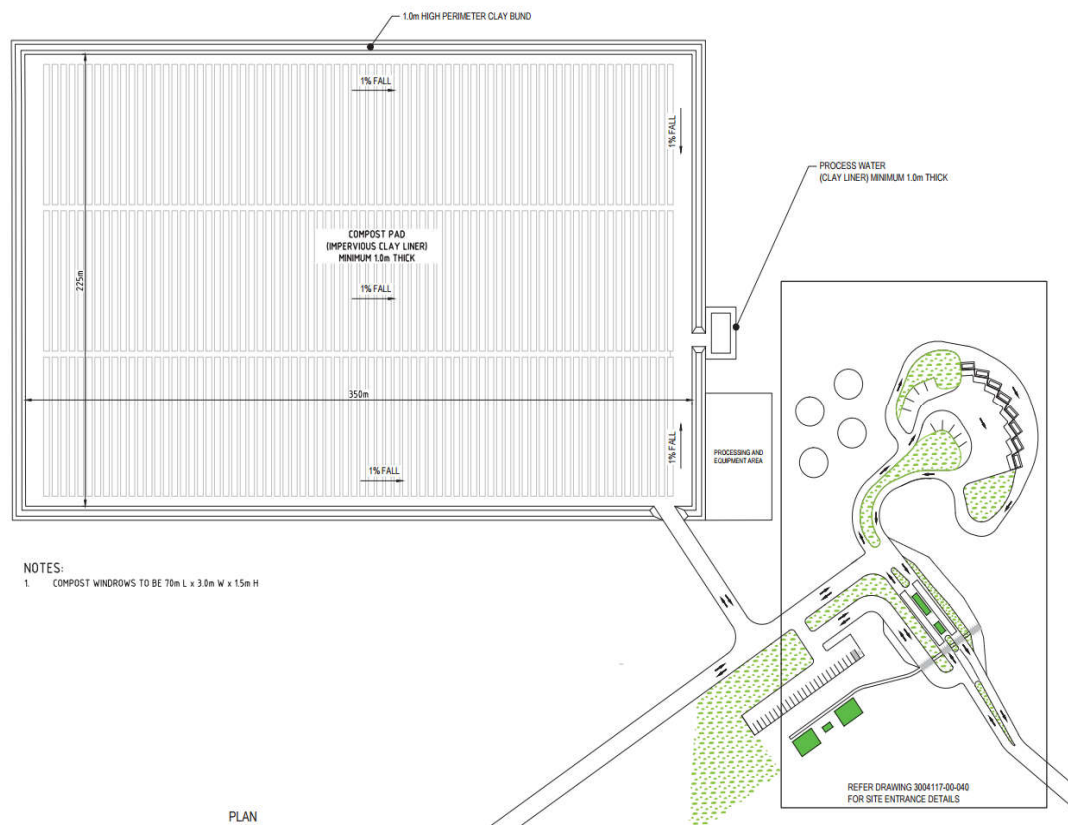 1.0m HIGH PERIMETER CLAY BUND
1% FALL
1% FALL
PROCESS WATER
(CLAY LINER) MINIMUM 1.0m THICK
COMPOST PAD
(IMPERVIOUS CLAY LINER)
MINIMUM 1.0m THICK
225m
1% FALL
350m
1% FALL
PROCESSING AND
EQUIPMENT AREA
1% FALL
NOTES:
1. COMPOST WINDROWS TO BE 70m L x 3.0m W x 1.5m H
REFER DRAWING 3004117-00-040
FOR SITE ENTRANCE DETAILS
PLAN